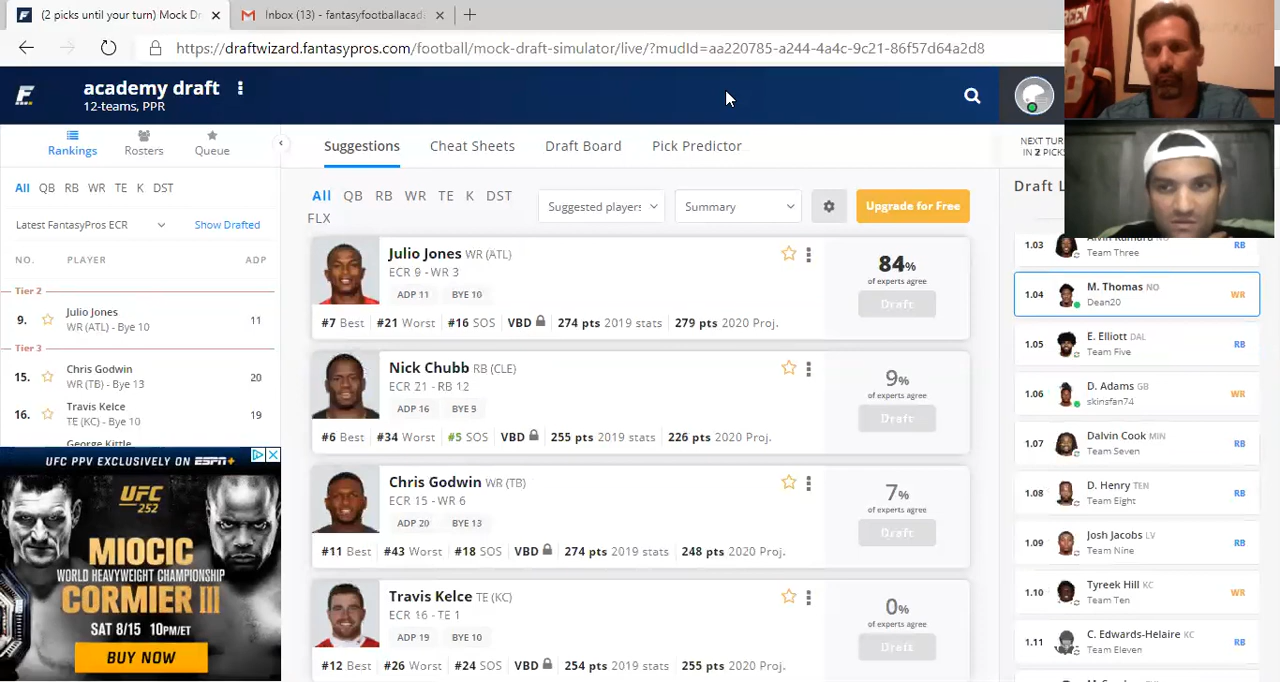 (2 picks until your turn) Mock Dr
Inbox (13) - fantasyfootballacad
https://draftwizard.fantasypros.com/football/mock-draft-simulator/live/?mudId=aa220785-a244-4a4c-9c21-86f57d64a2d8
academy draft
12-teams, PPR
Rankings
Rosters
Queue
Suggestions
Cheat Sheets
Draft Board
Pick Predictor
NEXT TUR
IN 2 PICK
All QB RB WR TE K DST
Latest FantasyPros ECR
Show Drafted
NO. PLAYER ADP
Tier 2
9. Julio Jones 11
WR (ATL) - Bye 10
Tier 3
15. Chris Godwin 20
WR (TB) - Bye 13
16. Travis Kelce 19
TE (KC) - Bye 10
George Kittle
UFC PPV EXCLUSIVELY ON ESPN+
UFC
252
MIOCIC
WORLD HEAVYWEIGHT CHAMPIONSHIP
CORMIER III
SAT 8/15 10PM/ET
BUY NOW
All QB RB WR TE K DST
FLX
Suggested players
Summary
Upgrade for Free
Julio Jones WR (ATL)
ECR 9 - WR 3
ADP 11 BYE 10
84%
of experts agree
Draft
#7 Best #21 Worst #16 SOS VBD 274 pts 2019 stats 279 pts 2020 Proj.
Nick Chubb RB (CLE)
ECR 21 - RB 12
ADP 16 BYE 9
9%
of experts agree
Draft
#6 Best #34 Worst #5 SOS VBD 255 pts 2019 stats 226 pts 2020 Proj.
Chris Godwin WR (TB)
ECR 15 - WR 6
ADP 20 BYE 13
7%
of experts agree
Draft
#11 Best #43 Worst #18 SOS VBD 274 pts 2019 stats 248 pts 2020 Proj.
Travis Kelce TE (KC)
ECR 16 - TE 1
ADP 19 BYE 10
0%
of experts agree
Draft
#12 Best #26 Worst #24 SOS VBD 254 pts 2019 stats 255 pts 2020 Proj.
Draft L
1.03 RB
Team Three
1.04 M. Thomas NO WR
Dean20
1.05 E. Elliott DAL RB
Team Five
1.06 D. Adams GB WR
skinsfan74
1.07 Dalvin Cook MIN RB
Team Seven
1.08 D. Henry TEN RB
Team Eight
1.09 Josh Jacobs LV RB
Team Nine
1.10 Tyreek Hill KC WR
Team Ten
1.11 C. Edwards-Helaire KC RB
Team Eleven